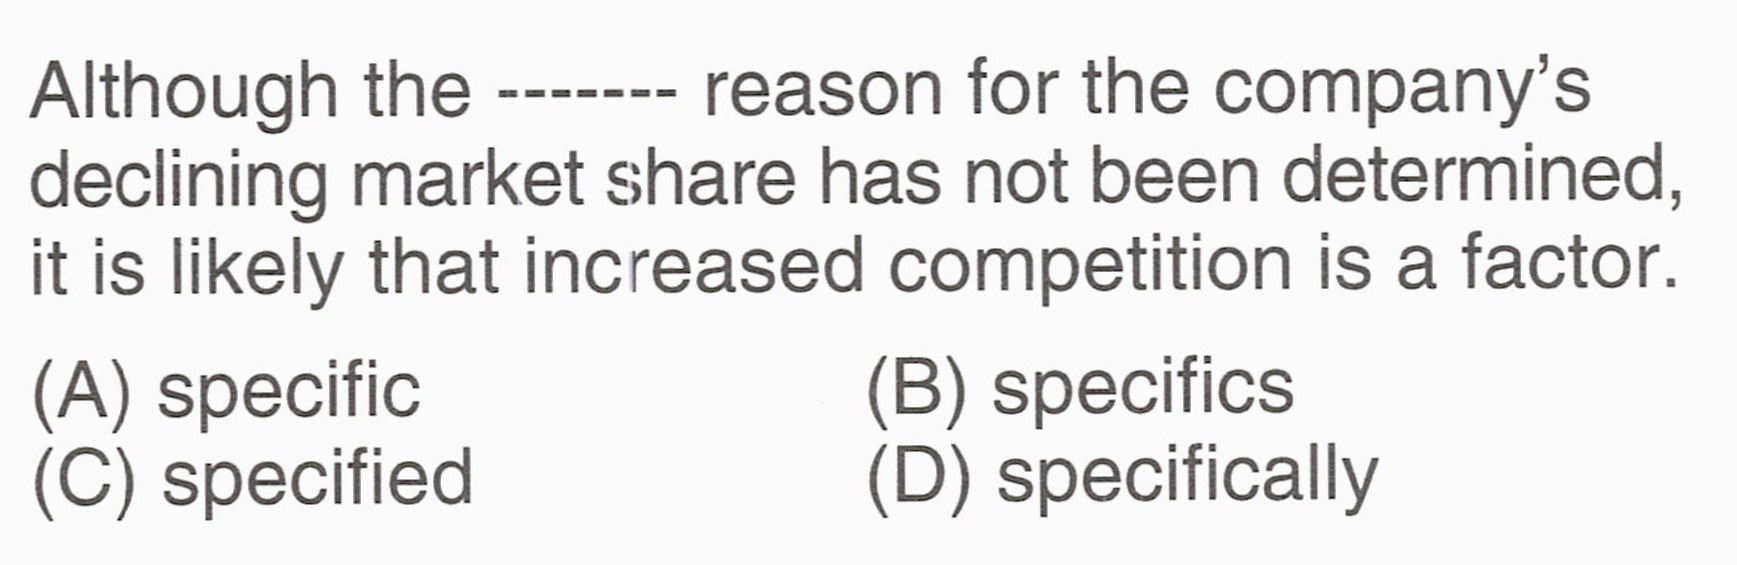 Although the ------- reason for the company’s
declining market share has not been determined,
it is likely that increased competition is a factor.
(A) specific (B) specifics
(C) specified (D) specifically